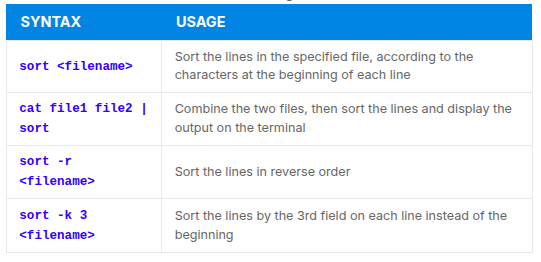 SYNTAX USAGE
sort <filename>
Sort the lines in the specified file, according to the
characters at the beginning of each line
cat file1 file2 |
sort
Combine the two files, then sort the lines and display the
output on the terminal
sort -r
<filename>
Sort the lines in reverse order
sort -k 3
<filename>
Sort the lines by the 3rd field on each line instead of the
beginning